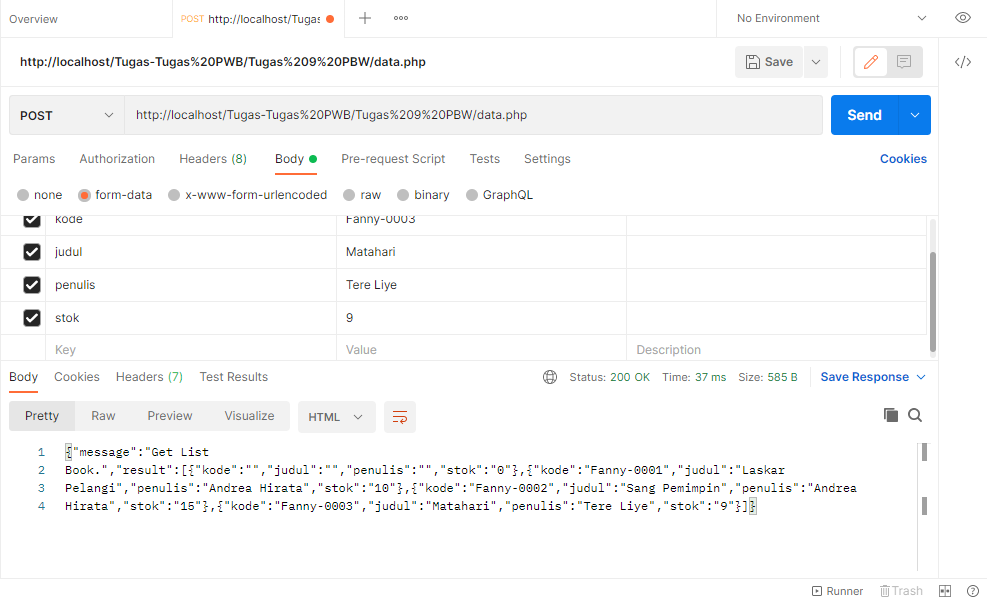 Overview
POST http://localhost/Tugas
No Environment
http://localhost/Tugas-Tugas%20PWB/Tugas%209%20PBW/data.php
Save
POST
http://localhost/Tugas-Tugas%20PWB/Tugas%209%20PBW/data.php
Send
Params Authorization Headers (8) Body Pre-request Script Tests Settings Cookies
none form-data x-www-form-urlencoded raw binary GraphQL
kode Fanny-0003
judul Matahari
penulis Tere Liye
stok 9
Key Value Description
Body Cookies Headers (7) Test Results Status: 200 OK Time: 37 ms Size: 585 B Save Response
Pretty Raw Preview Visualize HTML
1 {"message":"Get List
2 Book.","result":[{"kode":"","judul":"","penulis":"","stok":"0"},{"kode":"Fanny-0001","judul":"Laskar
3 Pelangi","penulis":"Andrea Hirata","stok":"10"},{"kode":"Fanny-0002","judul":"Sang Pemimpin","penulis":"Andrea
4 Hirata","stok":"15"},{"kode":"Fanny-0003","judul":"Matahari","penulis":"Tere Liye","stok":"9"}]}
Runner Trash